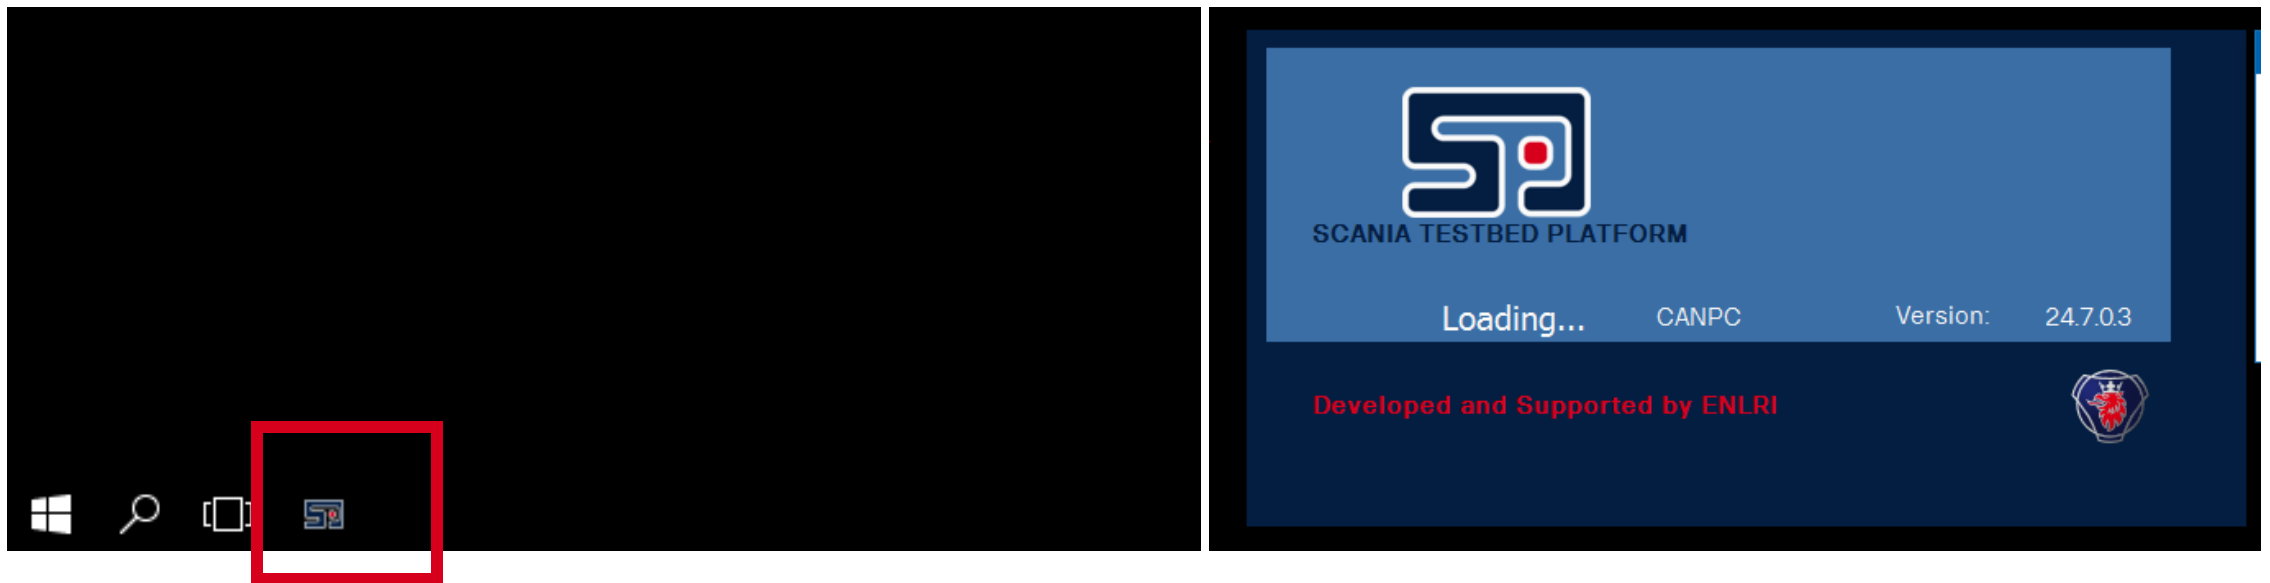 SCANIA TESTBED PLATFORM
Loading... CANPC Version: 24.7.0.3
Developed and Supported by ENLRI